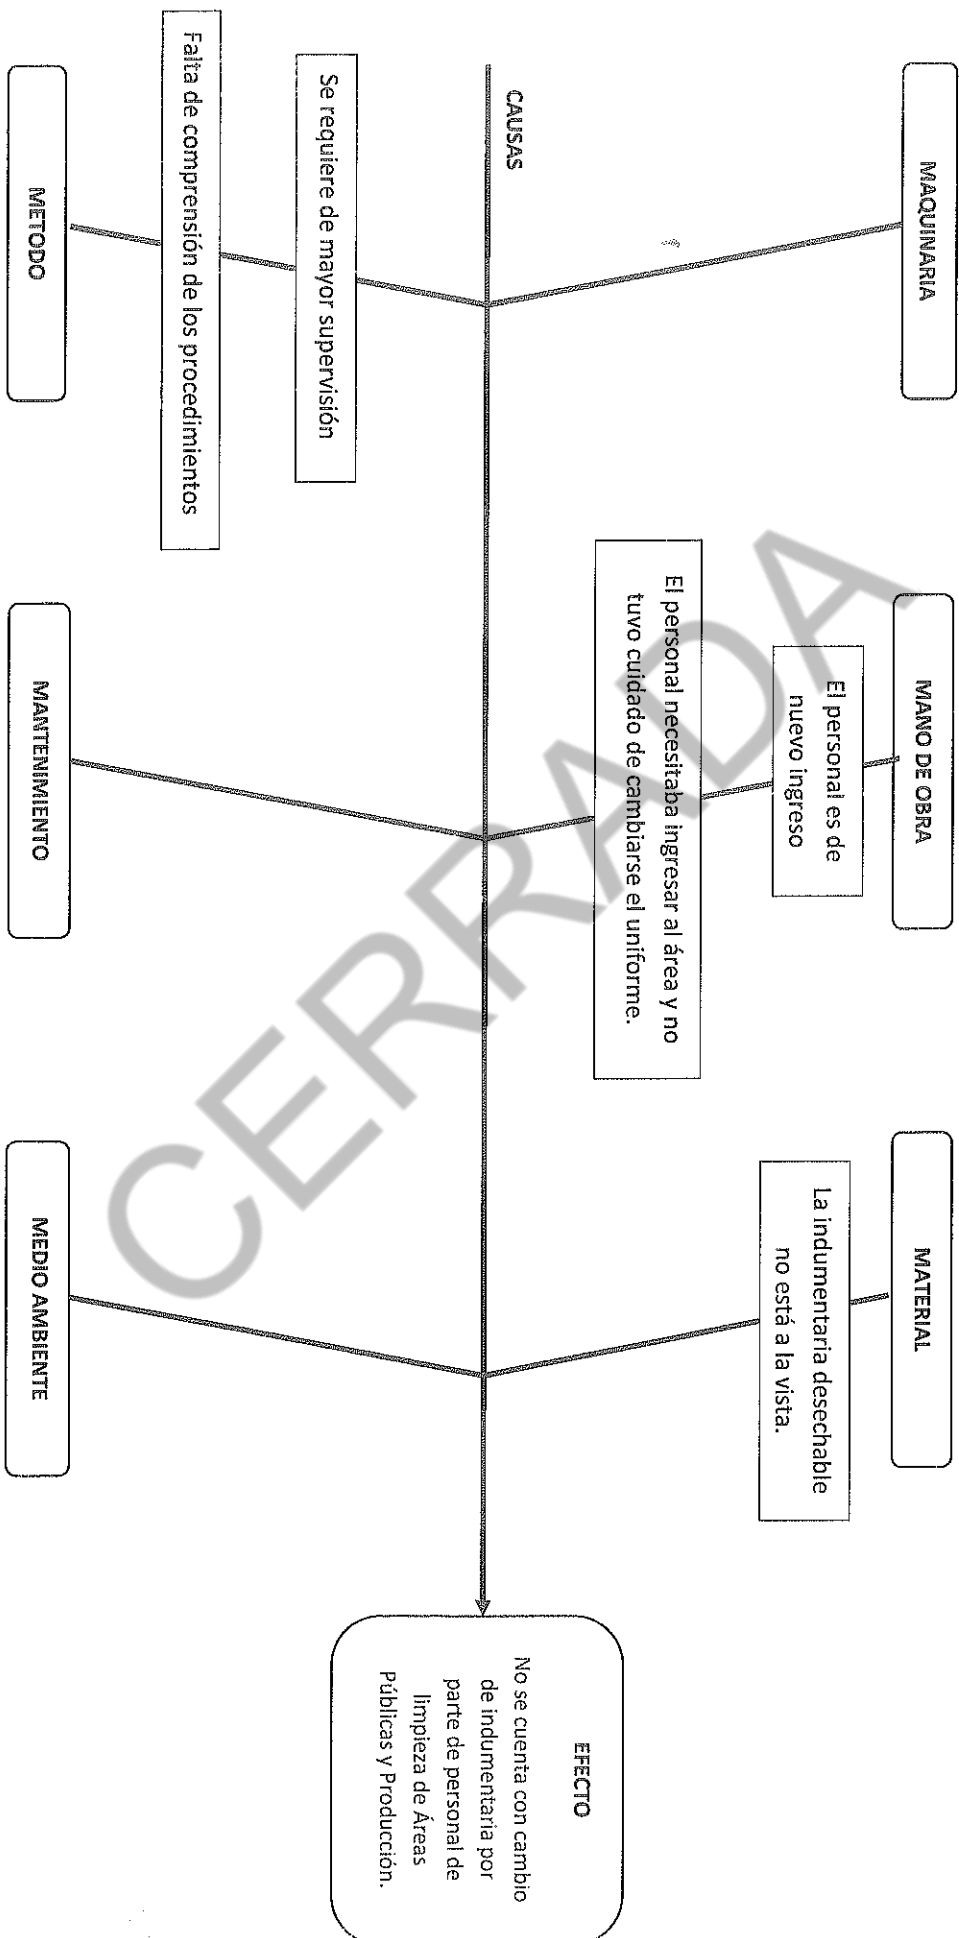 MAQUINARIA
MANO DE OBRA
MATERIAL
El personal es de
nuevo ingreso
La indumentaria desechable
no está a la vista.
El personal necesitaba ingresar al área y no
tuvo cuidado de cambiarse el uniforme.
CAUSAS
EFECTO
No se cuenta con cambio
de indumentaria por
parte de personal de
limpieza de Áreas
Públicas y Producción.
Se requiere de mayor supervisión
Falta de comprensión de los procedimientos
METODO
MANTENIMIENTO
MEDIO AMBIENTE
CERRADA